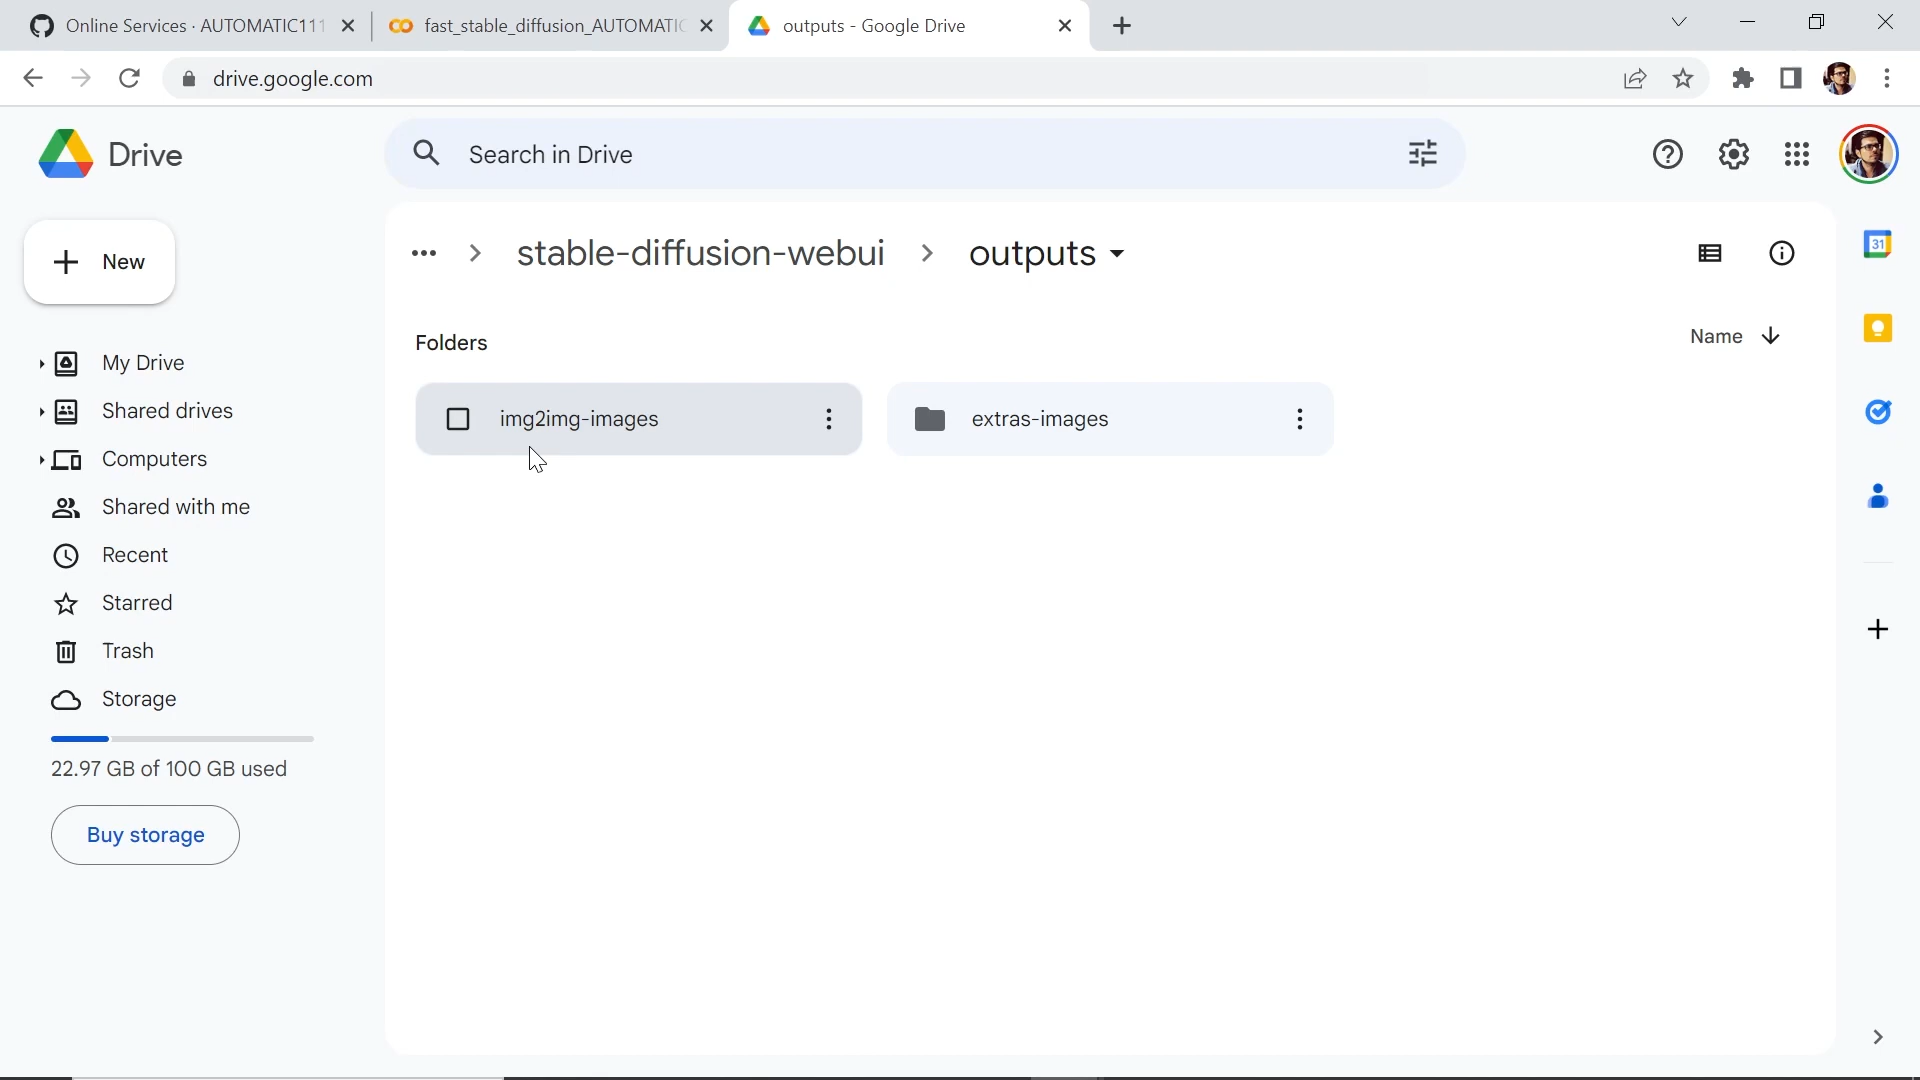 Online Services · AUTOMATIC111
fast_stable_diffusion_AUTOMATIC
outputs - Google Drive
drive.google.com
Drive
Search in Drive
New
stable-diffusion-webui
outputs
Folders
Name
img2img-images
extras-images
My Drive
Shared drives
Computers
Shared with me
Recent
Starred
Trash
Storage
22.97 GB of 100 GB used
Buy storage
31